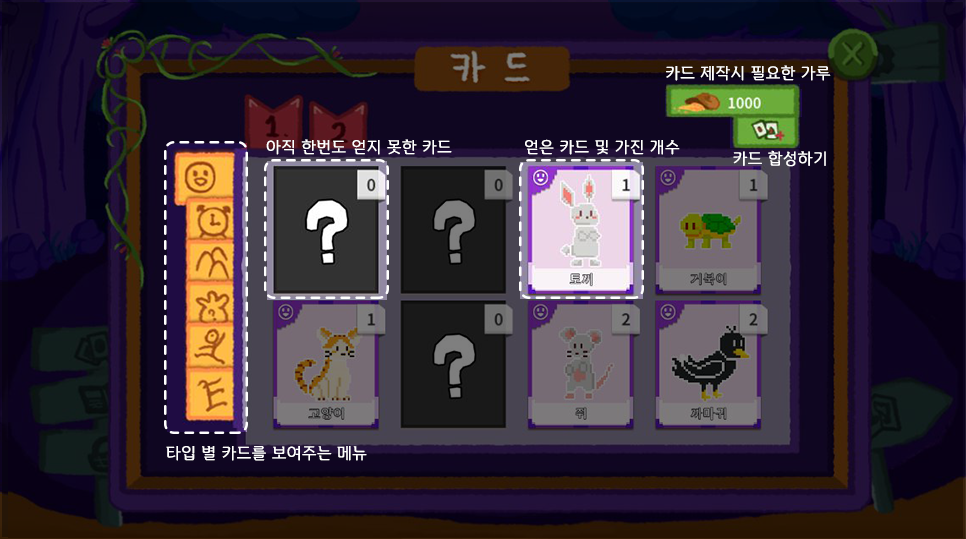 카드
카드 제작시 필요한 가루
1000
1. 2
아직 한번도 얻지 못한 카드
얻은 카드 및 가진 개수
카드 합성하기
0 0 1 1
토끼 거북이
1 0 2 2
고양이 쥐 까마귀
타입 별 카드를 보여주는 메뉴